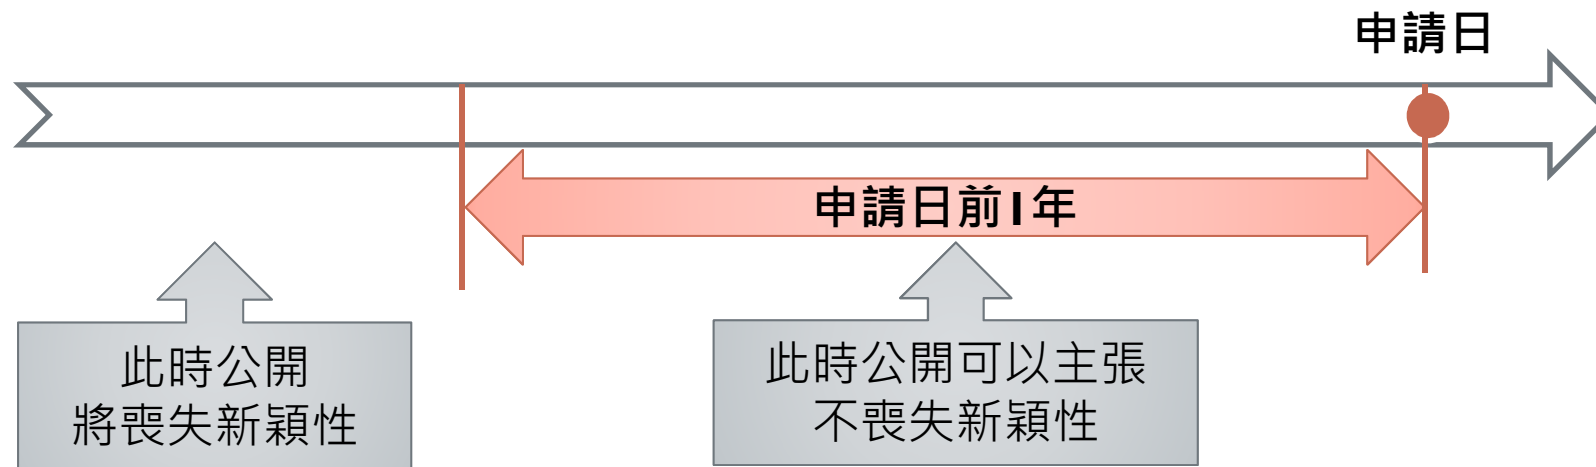 申請日
申請日前1年
此時公開
將喪失新穎性
此時公開可以主張
不喪失新穎性